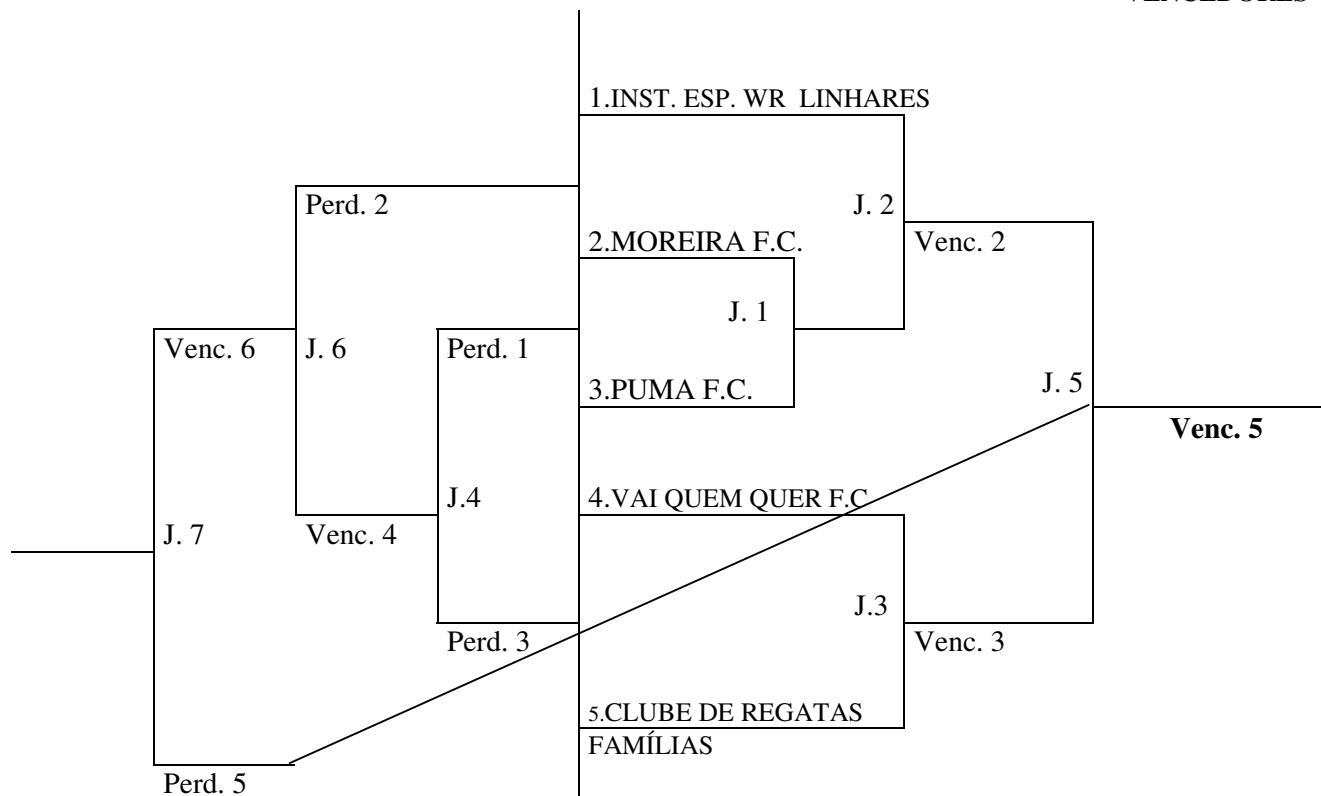 VENCEDORES
1.INST. ESP. WR LINHARES
Perd. 2
J. 2
2.MOREIRA F.C.
Venc. 2
J. 1
Venc. 6
J. 6
Perd. 1
3.PUMA F.C.
J. 5
Venc. 5
J.4
4.VAI QUEM QUER F.C
J. 7
Venc. 4
J.3
Perd. 3
Venc. 3
5.CLUBE DE REGATAS
FAMÍLIAS
Perd. 5